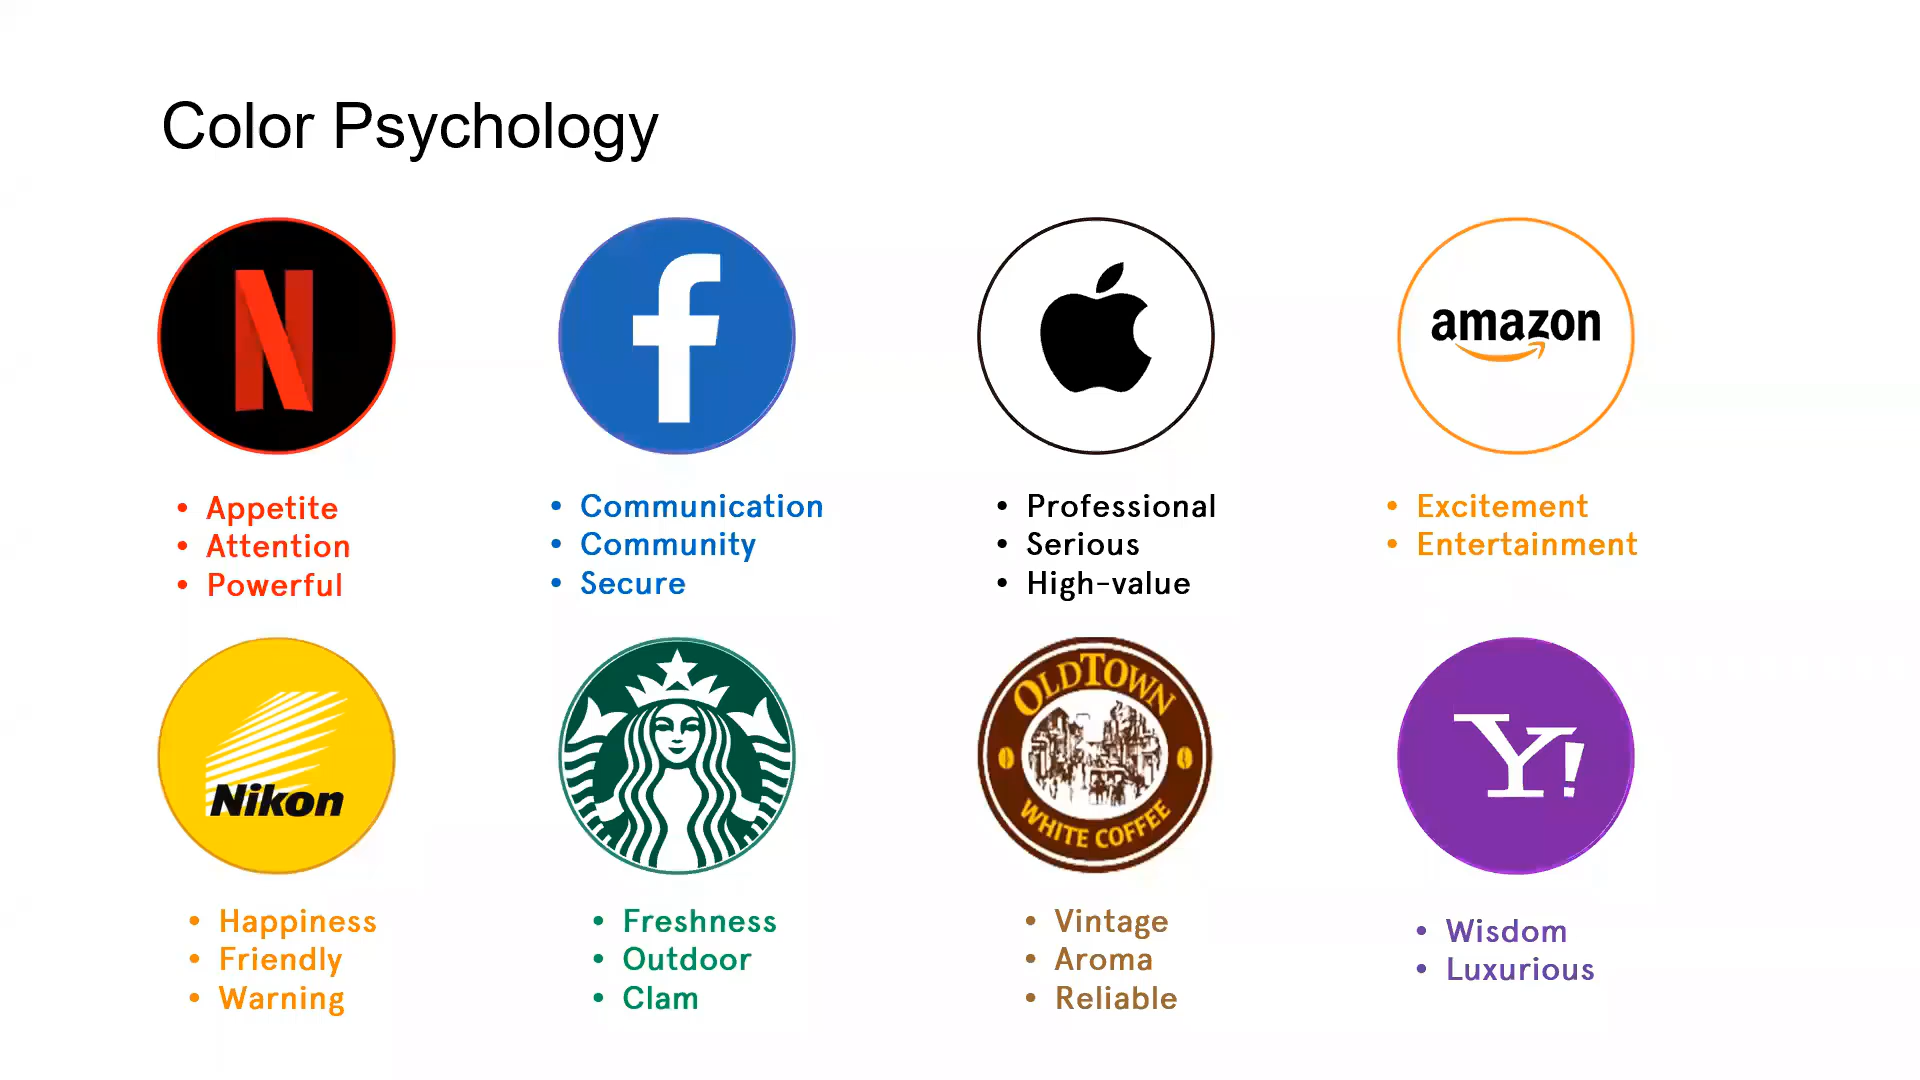 Color Psychology
N
f
amazon
• Appetite
• Attention
• Powerful
• Communication
• Community
• Secure
• Professional
• Serious
• High-value
• Excitement
• Entertainment
Nikon
OLDTOWN
WHITE COFFEE
Y!
• Happiness
• Friendly
• Warning
• Freshness
• Outdoor
• Clam
• Vintage
• Aroma
• Reliable
• Wisdom
• Luxurious